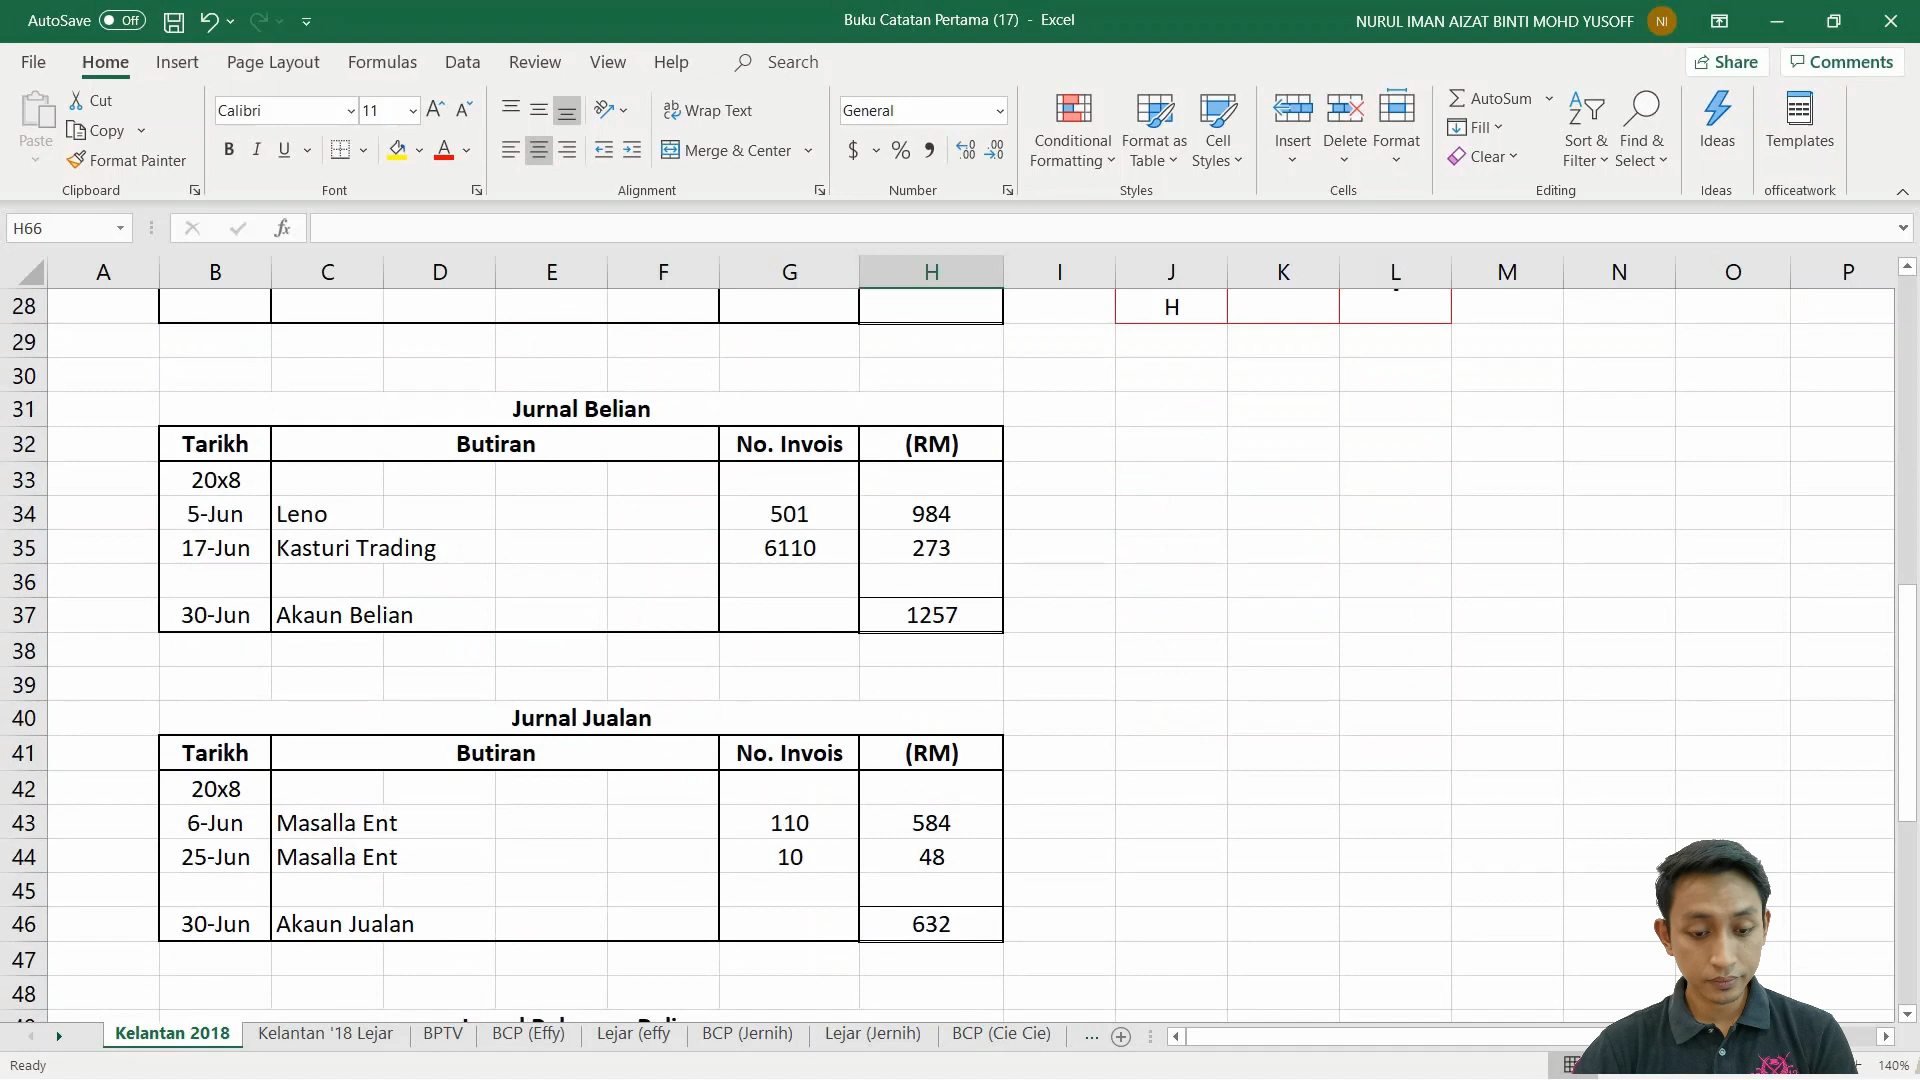 AutoSave Off
Buku Catatan Pertama (17) - Excel
NURUL IMAN AIZAT BINTI MOHD YUSOFF NI
File Home Insert Page Layout Formulas Data Review View Help Search Share Comments
Paste
Cut
Copy
Format Painter
Clipboard
Calibri 11
B I U A
Font
Wrap Text
Merge & Center
Alignment
General
$ % 9
Number
Conditional Formatting
Format as Table
Cell Styles
Styles
Insert Delete Format
Cells
AutoSum
Fill
Clear
Sort & Filter
Find & Select
Editing
Ideas
Ideas
Templates
officeatwork
H66 fx
A B C D E F G H I J K L M N O P
28 H
29
30
31 Jurnal Belian
32 Tarikh Butiran No. Invois (RM)
33 20x8
34 5-Jun Leno 501 984
35 17-Jun Kasturi Trading 6110 273
36
37 30-Jun Akaun Belian 1257
38
39
40 Jurnal Jualan
41 Tarikh Butiran No. Invois (RM)
42 20x8
43 6-Jun Masalla Ent 110 584
44 25-Jun Masalla Ent 10 48
45
46 30-Jun Akaun Jualan 632
47
48
Kelantan 2018 Kelantan '18 Lejar BPTV BCP (Effy) Lejar (effy BCP (Jernih) Lejar (Jernih) BCP (Cie Cie) ...
Ready
140%